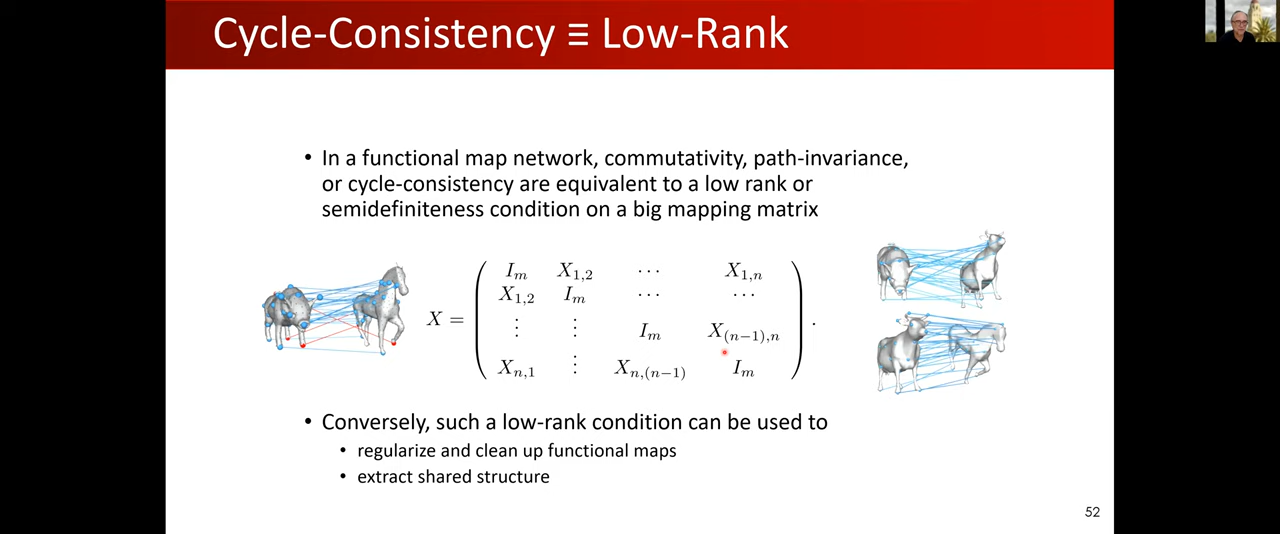 Cycle-Consistency ≡ Low-Rank
• In a functional map network, commutativity, path-invariance,
or cycle-consistency are equivalent to a low rank or
semidefiniteness condition on a big mapping matrix
X = ( I_m X_{1,2} ⋯ X_{1,n}
X_{1,2} I_m ⋯ ⋯
⋮ ⋮ I_m X_{(n−1),n}
X_{n,1} ⋮ X_{n,(n−1)} I_m ) .
• Conversely, such a low-rank condition can be used to
• regularize and clean up functional maps
• extract shared structure
52